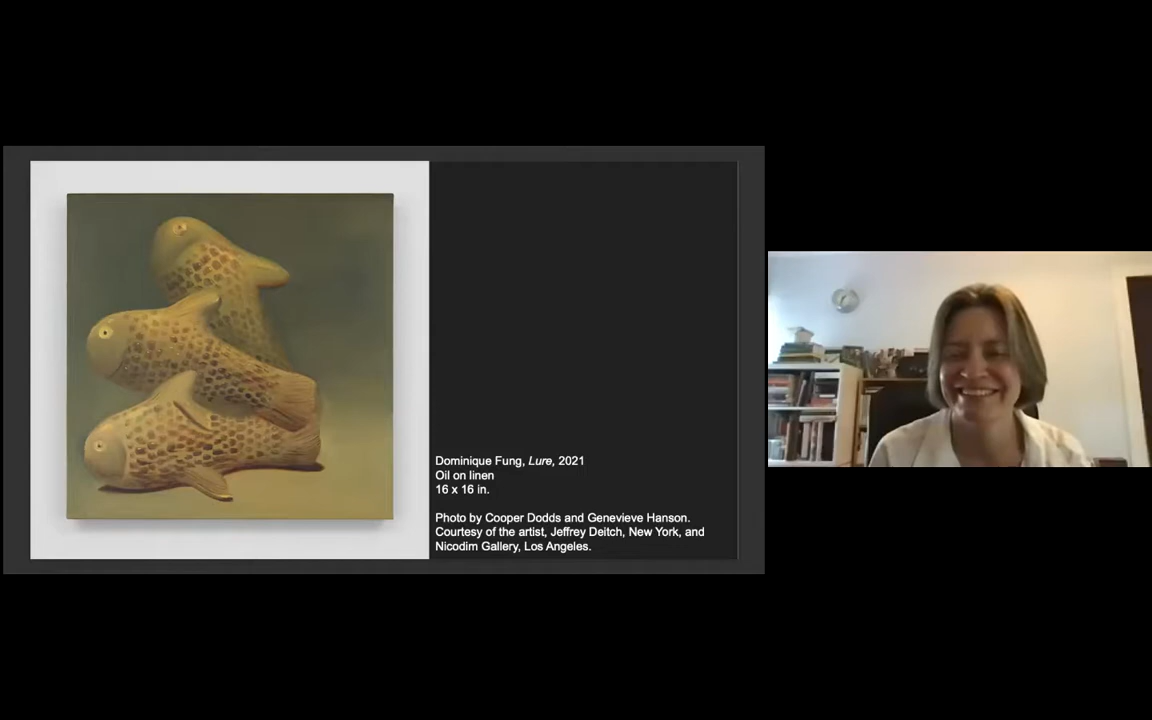 Dominique Fung, Lure, 2021
Oil on linen
16 x 16 in.
Photo by Cooper Dodds and Genevieve Hanson.
Courtesy of the artist, Jeffrey Deitch, New York, and
Nicodim Gallery, Los Angeles.